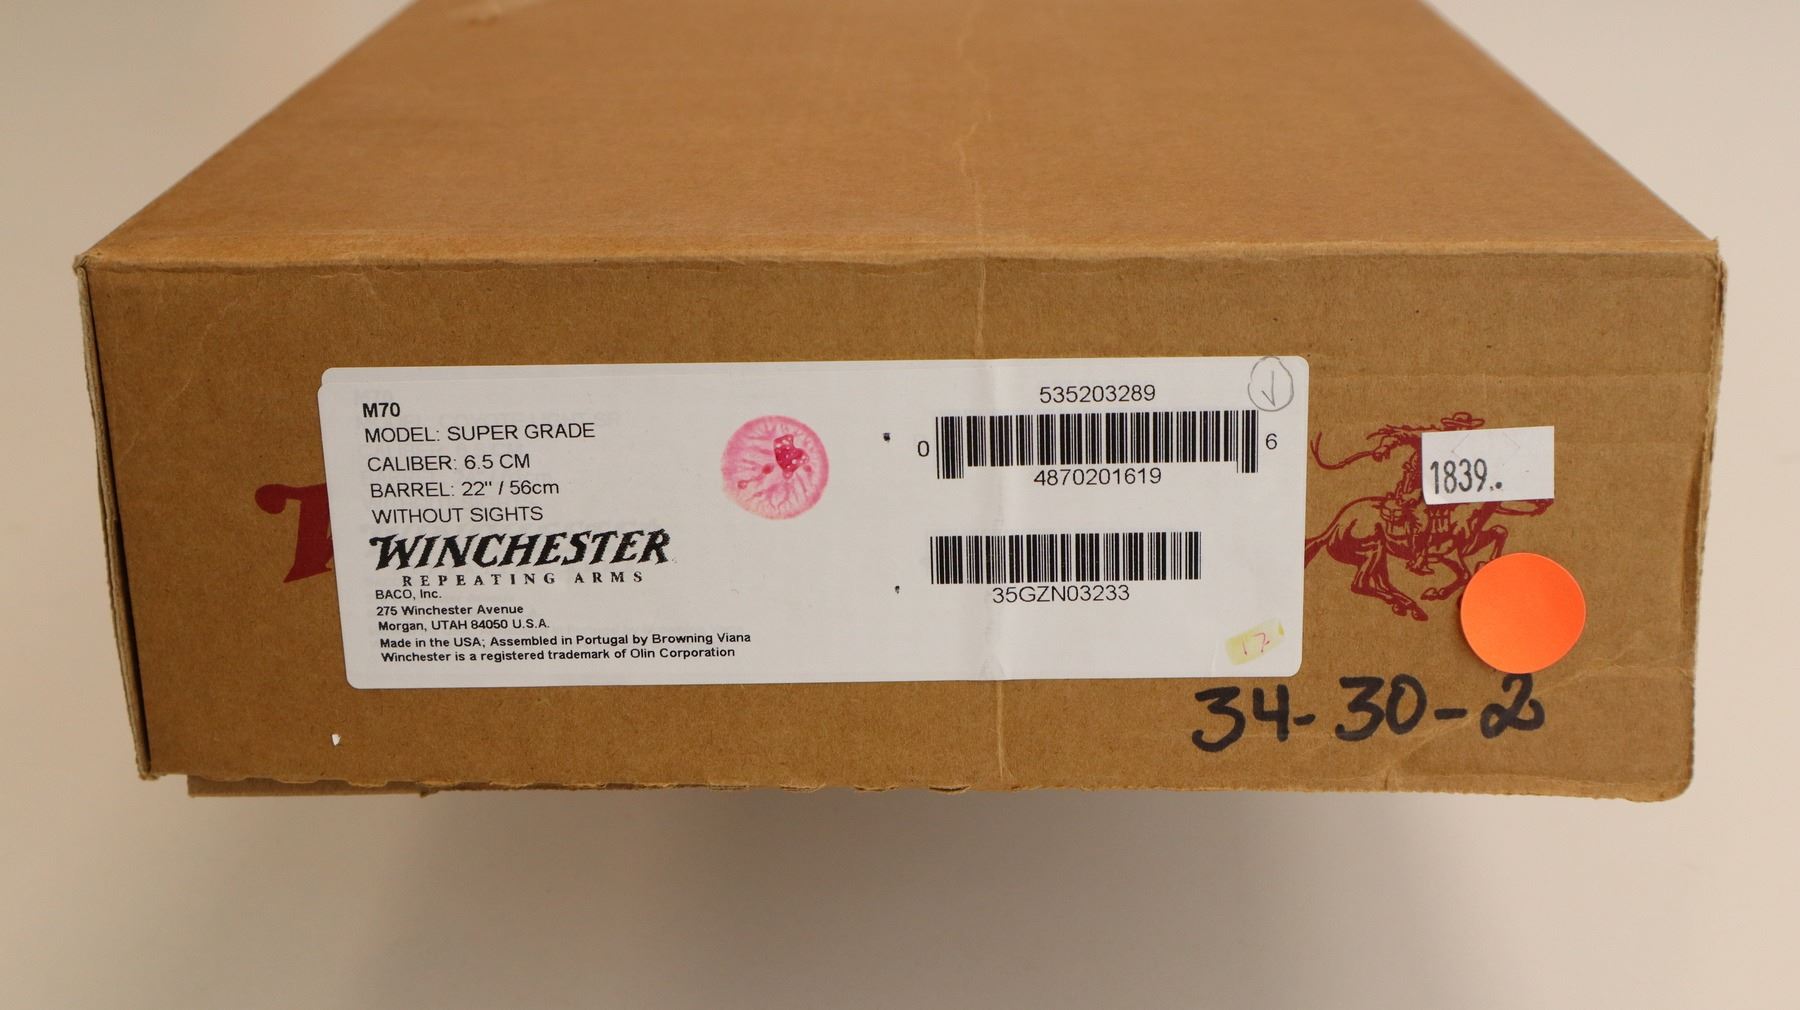 M70
MODEL: SUPER GRADE
CALIBER: 6.5 CM
BARREL: 22" / 56cm
WITHOUT SIGHTS
WINCHESTER
REPEATING ARMS
BACO, Inc.
275 Winchester Avenue
Morgan, UTAH 84050 U.S.A.
Made in the USA; Assembled in Portugal by Browning Viana
Winchester is a registered trademark of Olin Corporation
535203289
0 4870201619 6
35GZN03233
17
1839..
34-30-2